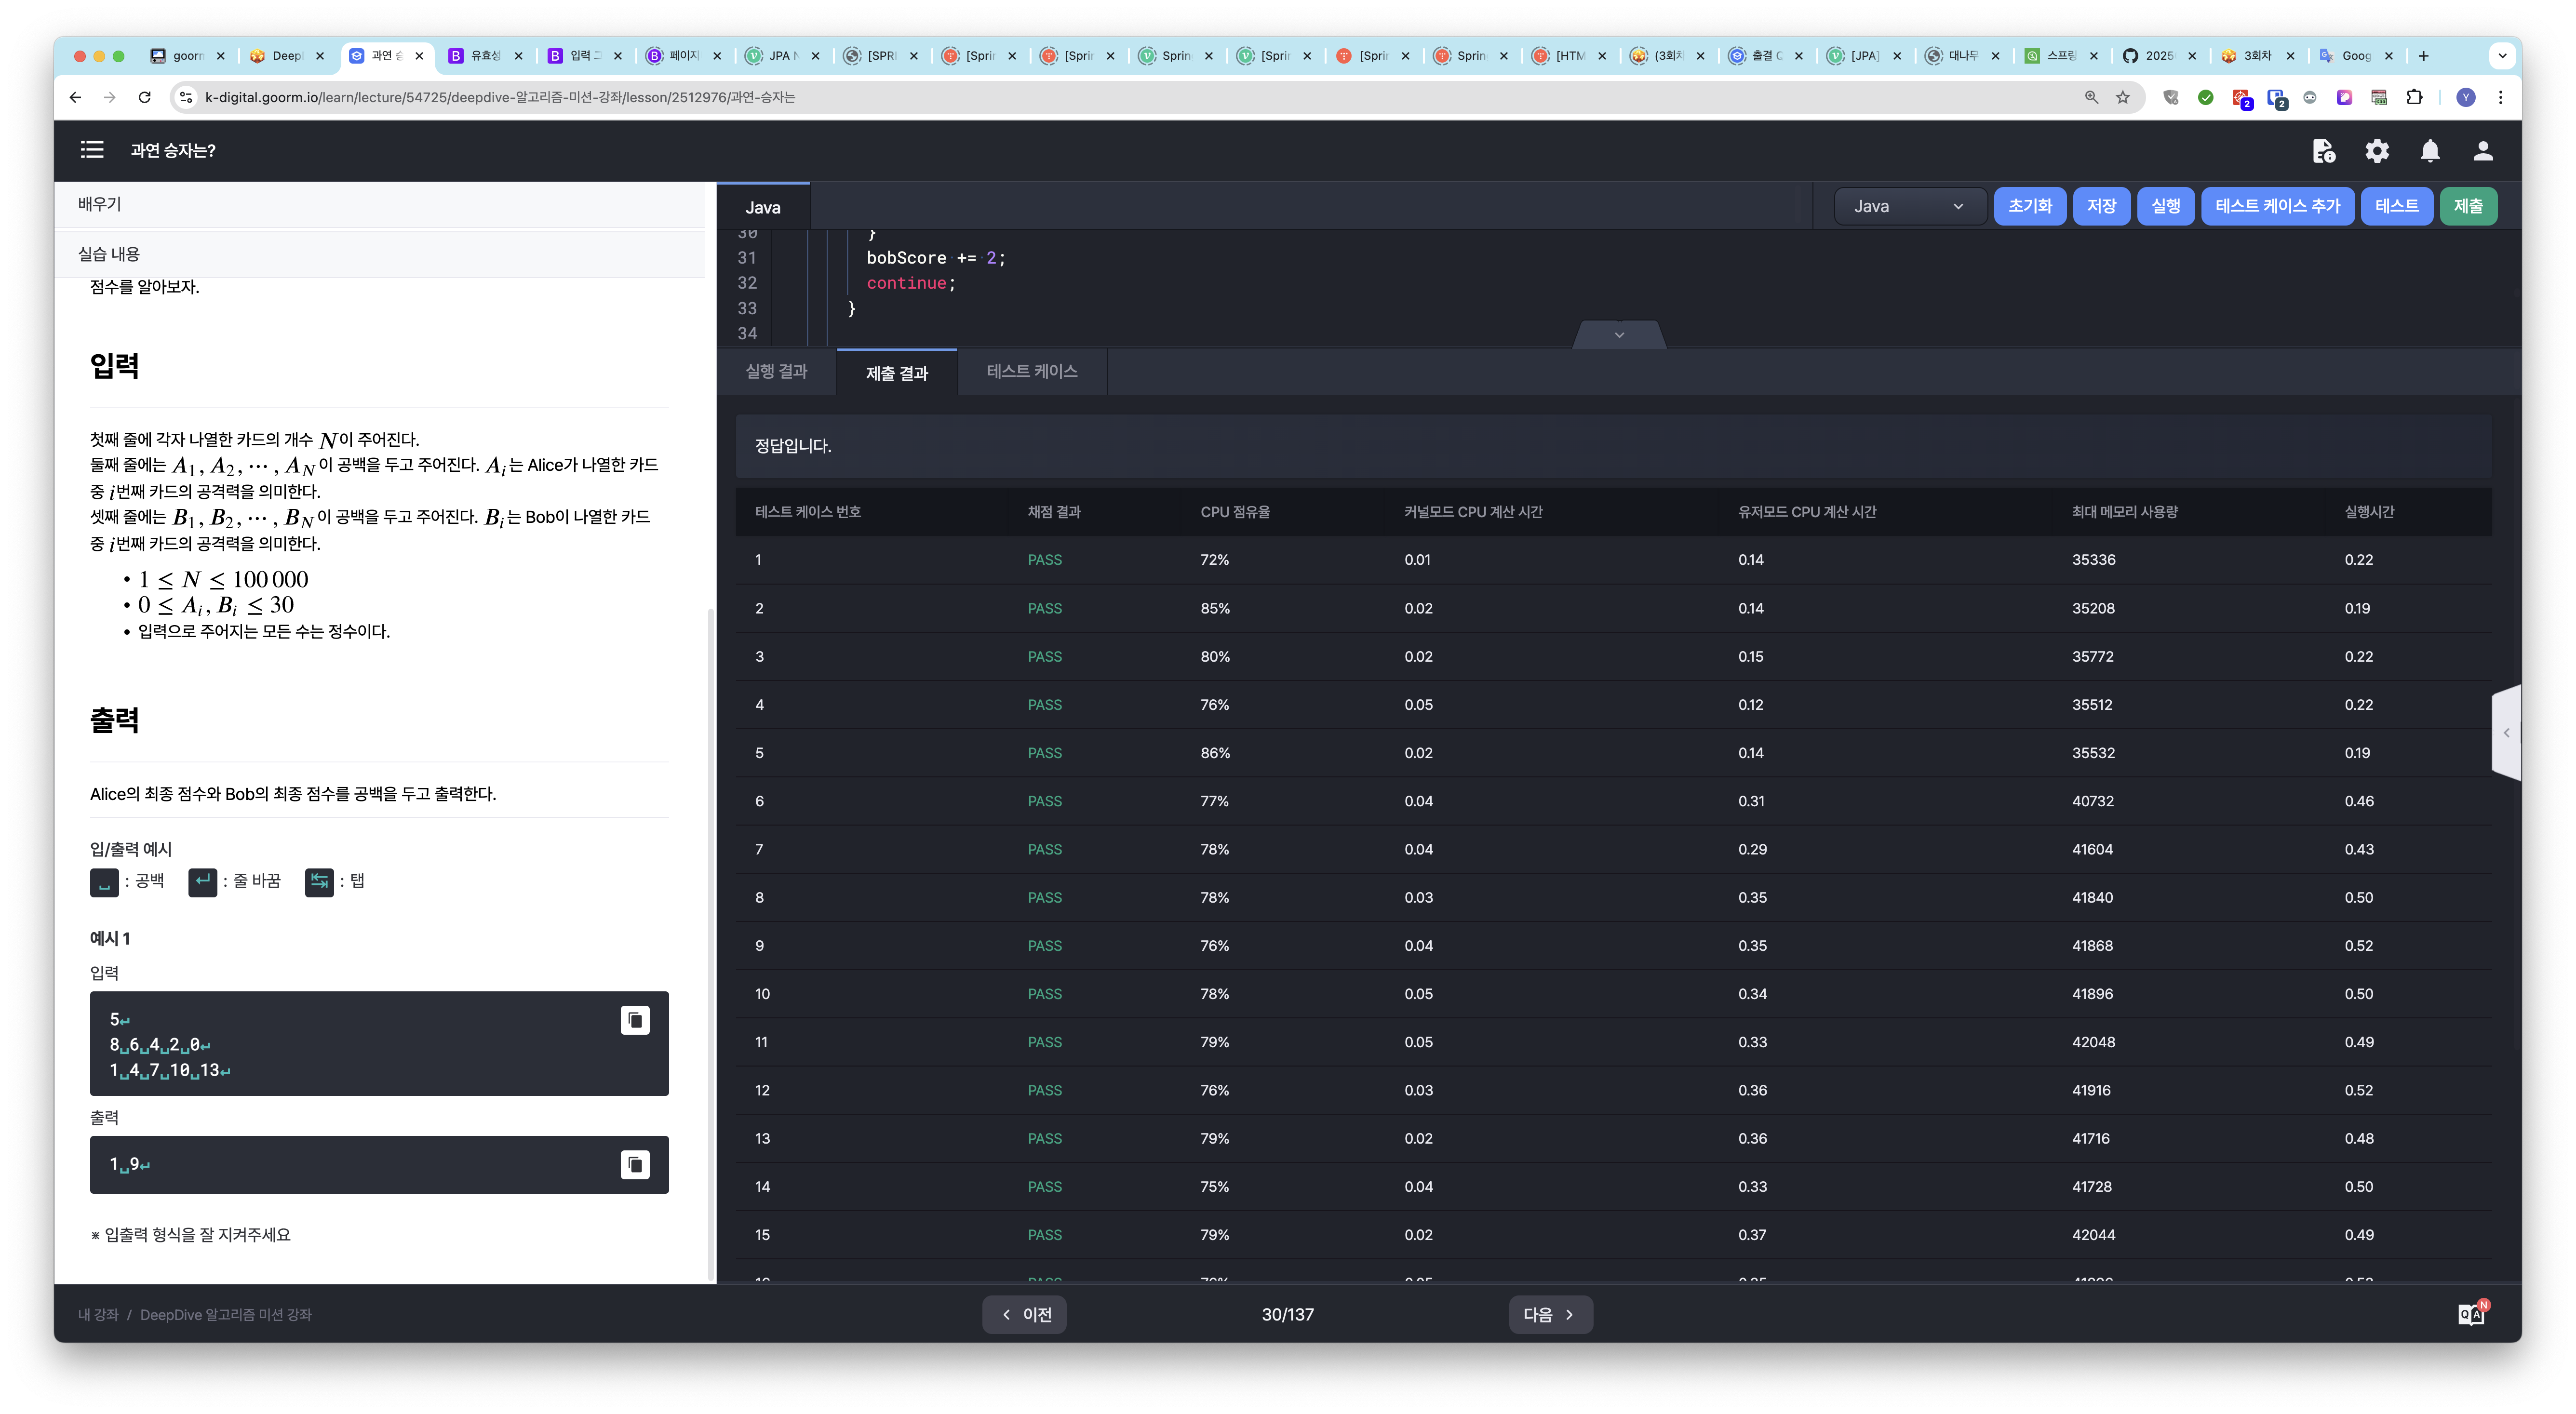 goorm
DeepI
과연 승
유효성
입력 그
페이지
JPA N
[SPRI
[Sprir
[Sprir
Sprin
[Sprir
[Sprir
Sprin
[HTM
(3회차
출결 C
[JPA]
대나무
스프링
2025
3회차
Goog
k-digital.goorm.io/learn/lecture/54725/deepdive-알고리즘-미션-강좌/lesson/2512976/과연-승자는
2
2
Y
과연 승자는?
배우기
실습 내용
점수를 알아보자.
입력
첫째 줄에 각자 나열한 카드의 개수 N이 주어진다.
둘째 줄에는 A1, A2, ⋯, AN이 공백을 두고 주어진다. Ai는 Alice가 나열한 카드
중 i번째 카드의 공격력을 의미한다.
셋째 줄에는 B1, B2, ⋯, BN이 공백을 두고 주어진다. Bi는 Bob이 나열한 카드
중 i번째 카드의 공격력을 의미한다.
• 1 ≤ N ≤ 100 000
• 0 ≤ Ai, Bi ≤ 30
• 입력으로 주어지는 모든 수는 정수이다.
출력
Alice의 최종 점수와 Bob의 최종 점수를 공백을 두고 출력한다.
입/출력 예시
␣ : 공백 ↵ : 줄 바꿈 ↹ : 탭
예시 1
입력
5↵
8␣6␣4␣2␣0↵
1␣4␣7␣10␣13↵
출력
1␣9↵
※ 입출력 형식을 잘 지켜주세요
Java
Java
초기화
저장
실행
테스트 케이스 추가
테스트
제출
30 }
31 bobScore += 2;
32 continue;
33 }
34
실행 결과
제출 결과
테스트 케이스
정답입니다.
테스트 케이스 번호 채점 결과 CPU 점유율 커널모드 CPU 계산 시간 유저모드 CPU 계산 시간 최대 메모리 사용량 실행시간
1 PASS 72% 0.01 0.14 35336 0.22
2 PASS 85% 0.02 0.14 35208 0.19
3 PASS 80% 0.02 0.15 35772 0.22
4 PASS 76% 0.05 0.12 35512 0.22
5 PASS 86% 0.02 0.14 35532 0.19
6 PASS 77% 0.04 0.31 40732 0.46
7 PASS 78% 0.04 0.29 41604 0.43
8 PASS 78% 0.03 0.35 41840 0.50
9 PASS 76% 0.04 0.35 41868 0.52
10 PASS 78% 0.05 0.34 41896 0.50
11 PASS 79% 0.05 0.33 42048 0.49
12 PASS 76% 0.03 0.36 41916 0.52
13 PASS 79% 0.02 0.36 41716 0.48
14 PASS 75% 0.04 0.33 41728 0.50
15 PASS 79% 0.02 0.37 42044 0.49
내 강좌 / DeepDive 알고리즘 미션 강좌
이전
30/137
다음
QA
N